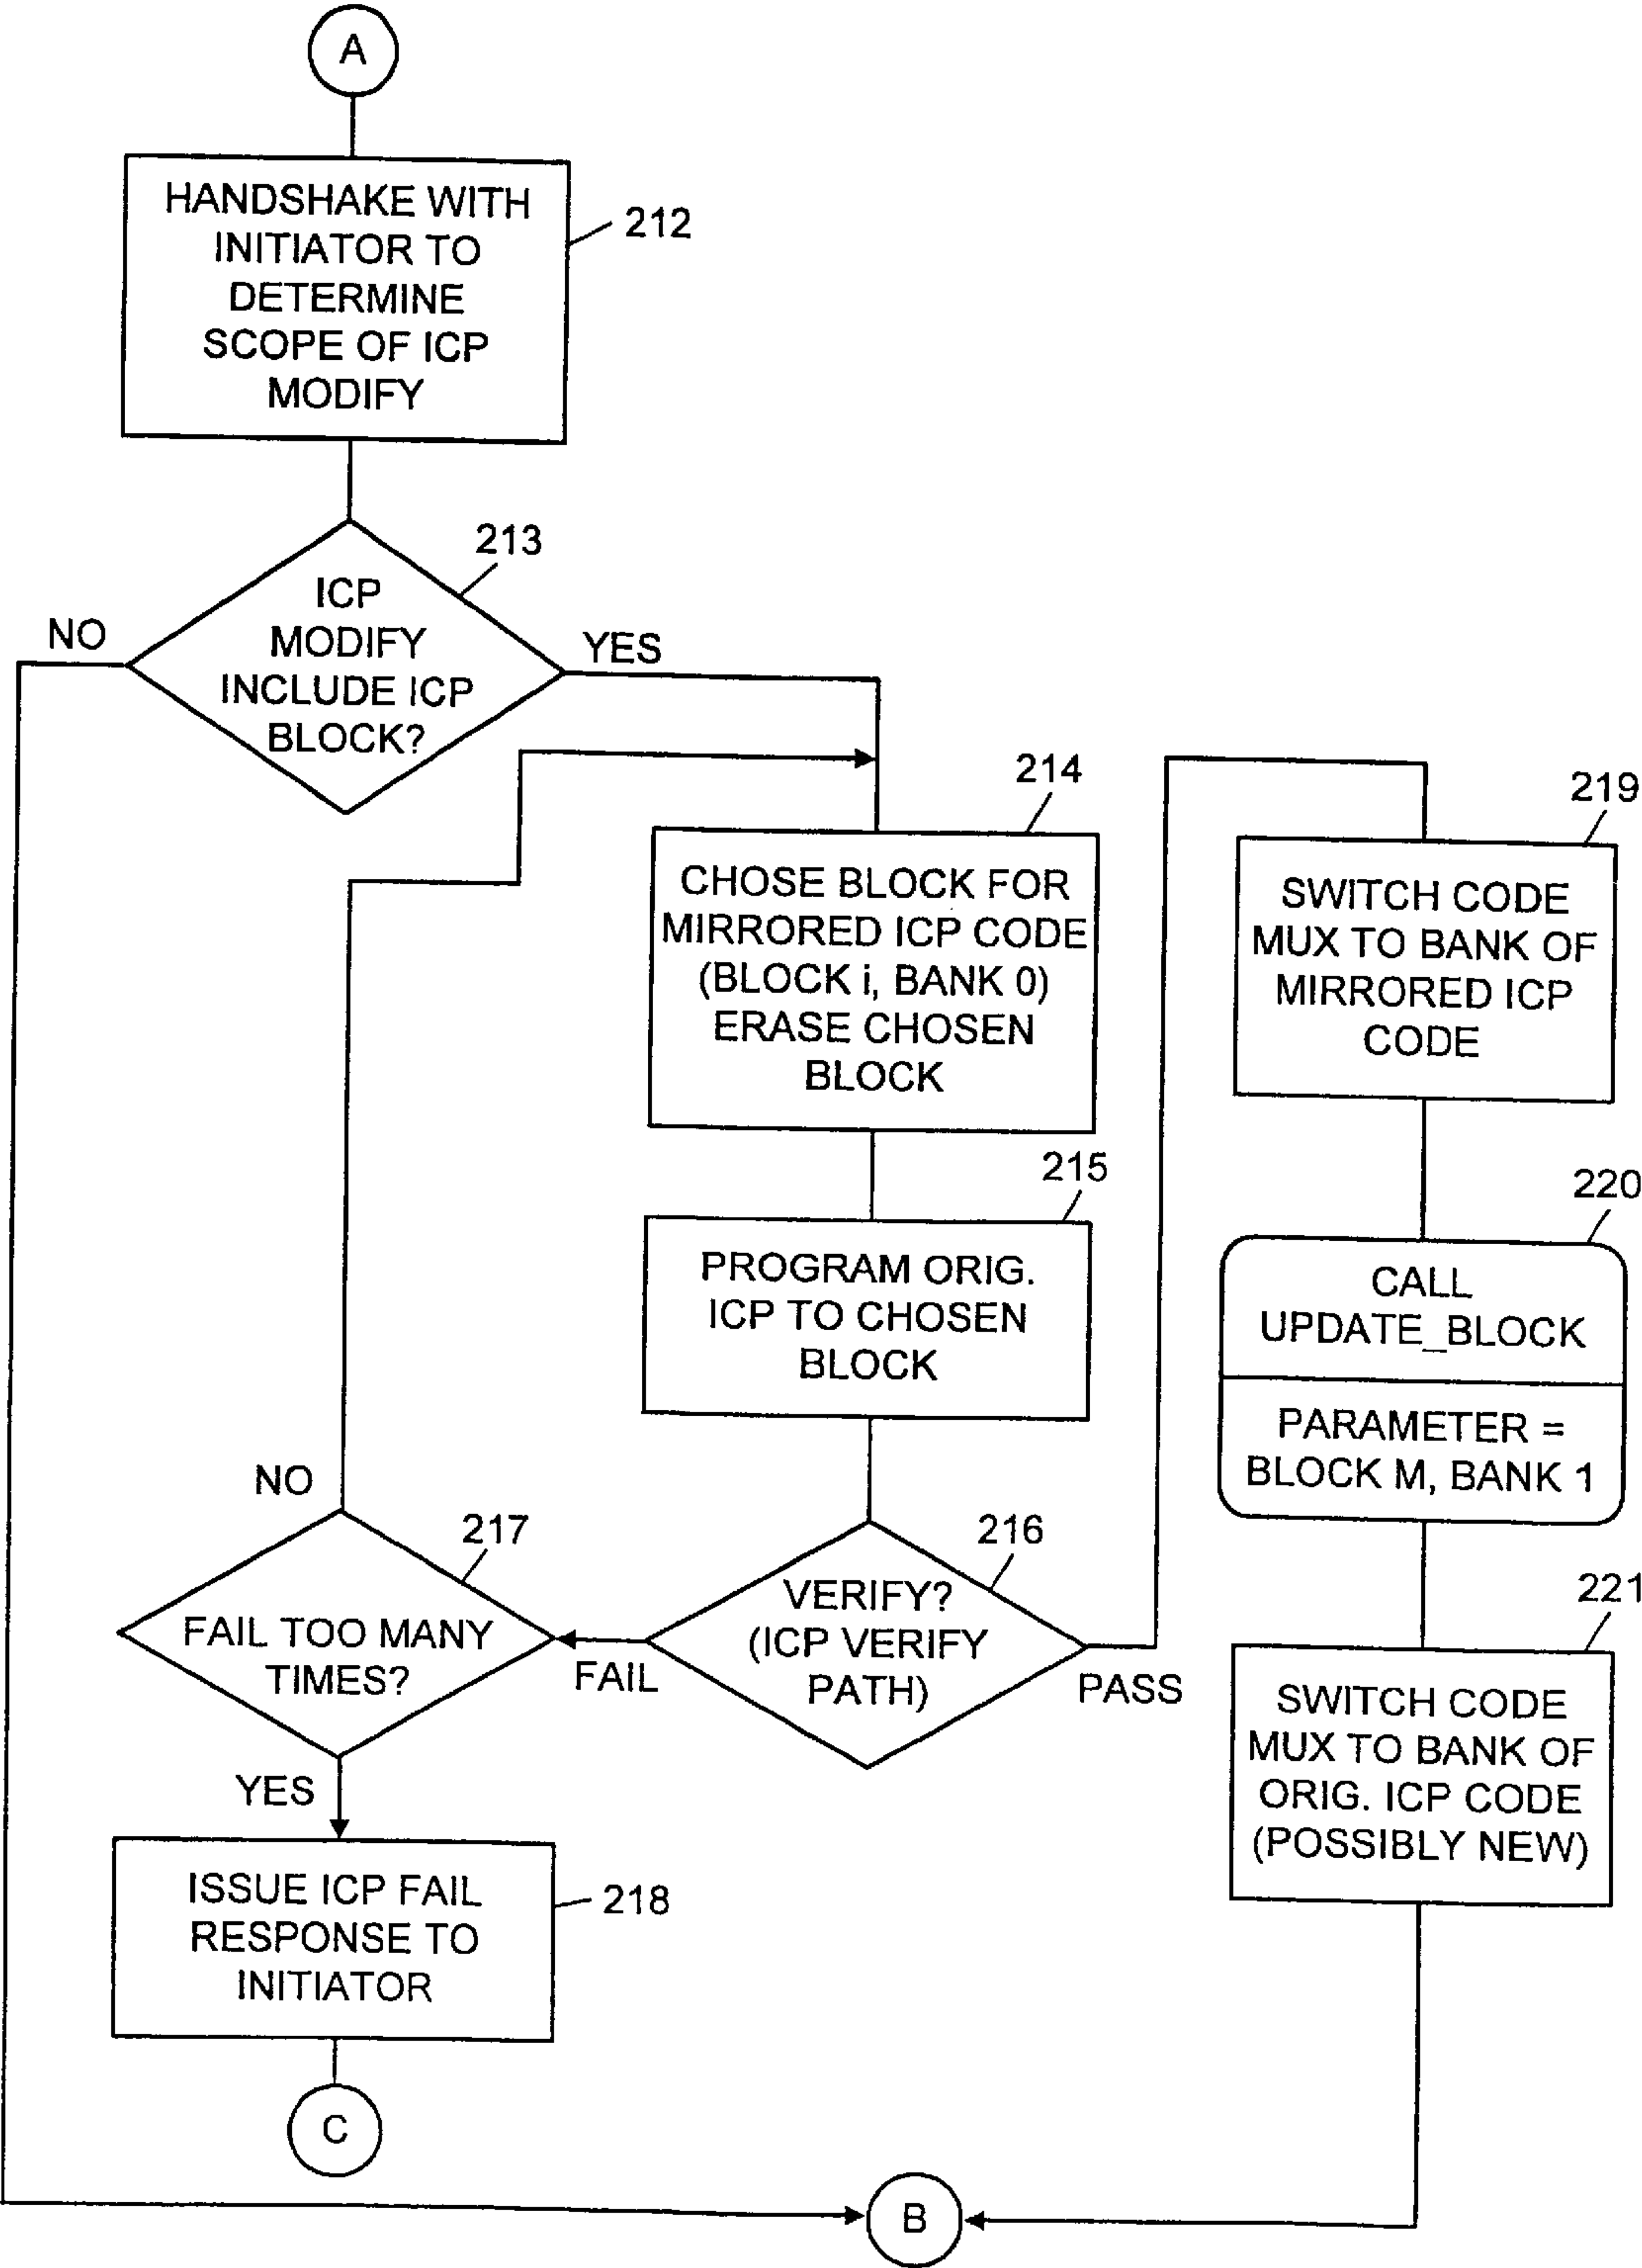 A
HANDSHAKE WITH
INITIATOR TO
DETERMINE
SCOPE OF ICP
MODIFY
212
213
ICP
MODIFY
INCLUDE ICP
BLOCK?
NO
YES
214
CHOSE BLOCK FOR
MIRRORED ICP CODE
(BLOCK i, BANK 0)
ERASE CHOSEN
BLOCK
215
PROGRAM ORIG.
ICP TO CHOSEN
BLOCK
216
VERIFY?
(ICP VERIFY
PATH)
FAIL
PASS
217
FAIL TOO MANY
TIMES?
NO
YES
ISSUE ICP FAIL
RESPONSE TO
INITIATOR
218
C
219
SWITCH CODE
MUX TO BANK OF
MIRRORED ICP
CODE
220
CALL
UPDATE_BLOCK
PARAMETER =
BLOCK M, BANK 1
221
SWITCH CODE
MUX TO BANK OF
ORIG. ICP CODE
(POSSIBLY NEW)
B